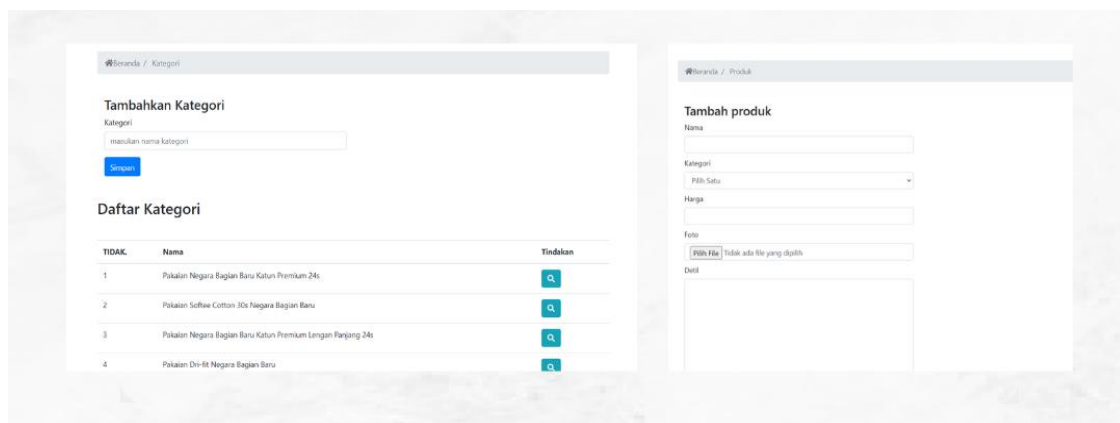 Beranda / Kategori
Tambahkan Kategori
Kategori
masukan nama kategori
Simpan
Daftar Kategori
TIDAK. Nama Tindakan
1 Pakaian Negara Bagian Baru Katun Premium 24s
2 Pakaian Softee Cotton 30s Negara Bagian Baru
3 Pakaian Negara Bagian Baru Katun Premium Lengan Panjang 24s
4 Pakaian Dri-fit Negara Bagian Baru
Beranda / Produk
Tambah produk
Nama
Kategori
Pilih Satu
Harga
Foto
Pilih File Tidak ada file yang dipilih
Detil